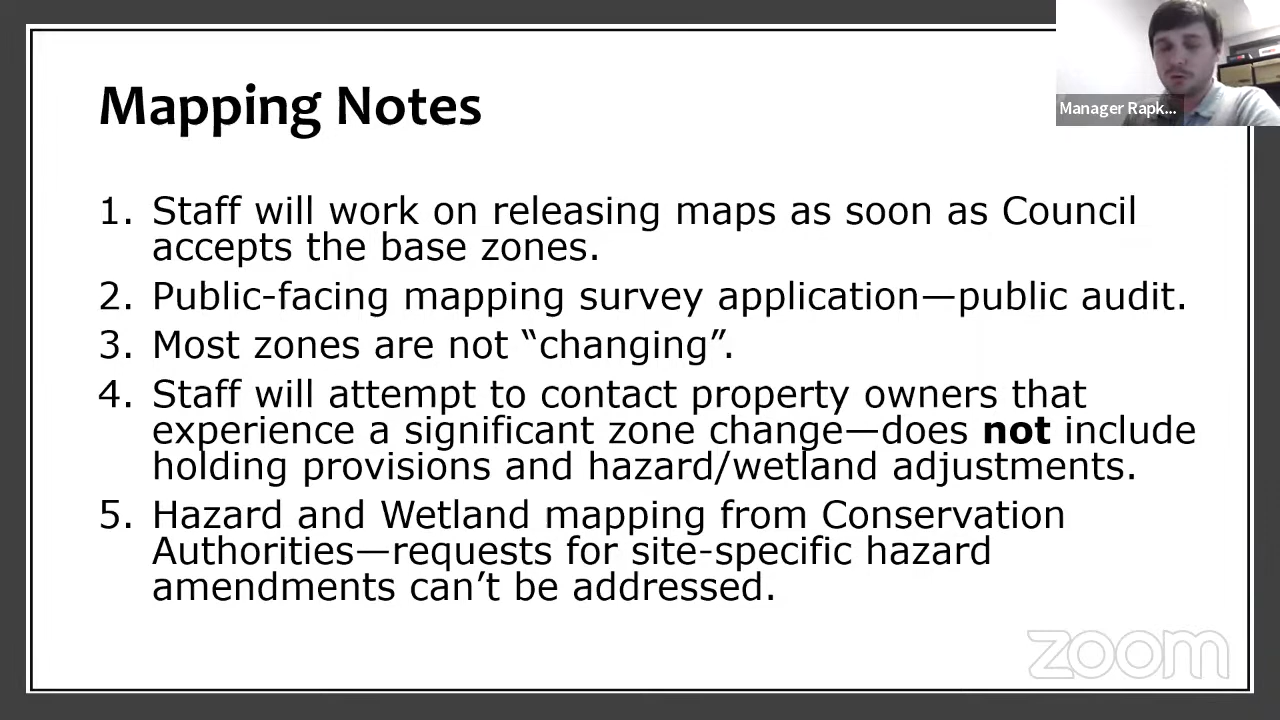 Mapping Notes
Manager Rapk...
1. Staff will work on releasing maps as soon as Council
accepts the base zones.
2. Public-facing mapping survey application—public audit.
3. Most zones are not “changing”.
4. Staff will attempt to contact property owners that
experience a significant zone change—does not include
holding provisions and hazard/wetland adjustments.
5. Hazard and Wetland mapping from Conservation
Authorities—requests for site-specific hazard
amendments can’t be addressed.
zoom